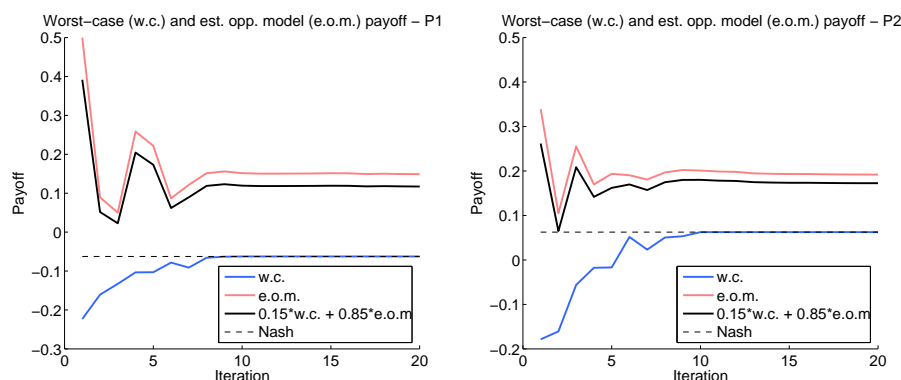 Worst−case (w.c.) and est. opp. model (e.o.m.) payoff − P1
0.5
0.4
0.3
0.2
0.1
0
−0.1
−0.2
−0.3
0
5
10
15
20
Payoff
Iteration
w.c.
e.o.m.
0.15*w.c. + 0.85*e.o.m
Nash
Worst−case (w.c.) and est. opp. model (e.o.m.) payoff − P2
0.5
0.4
0.3
0.2
0.1
0
−0.1
−0.2
0
5
10
15
20
Payoff
Iteration
w.c.
e.o.m.
0.15*w.c. + 0.85*e.o.m
Nash